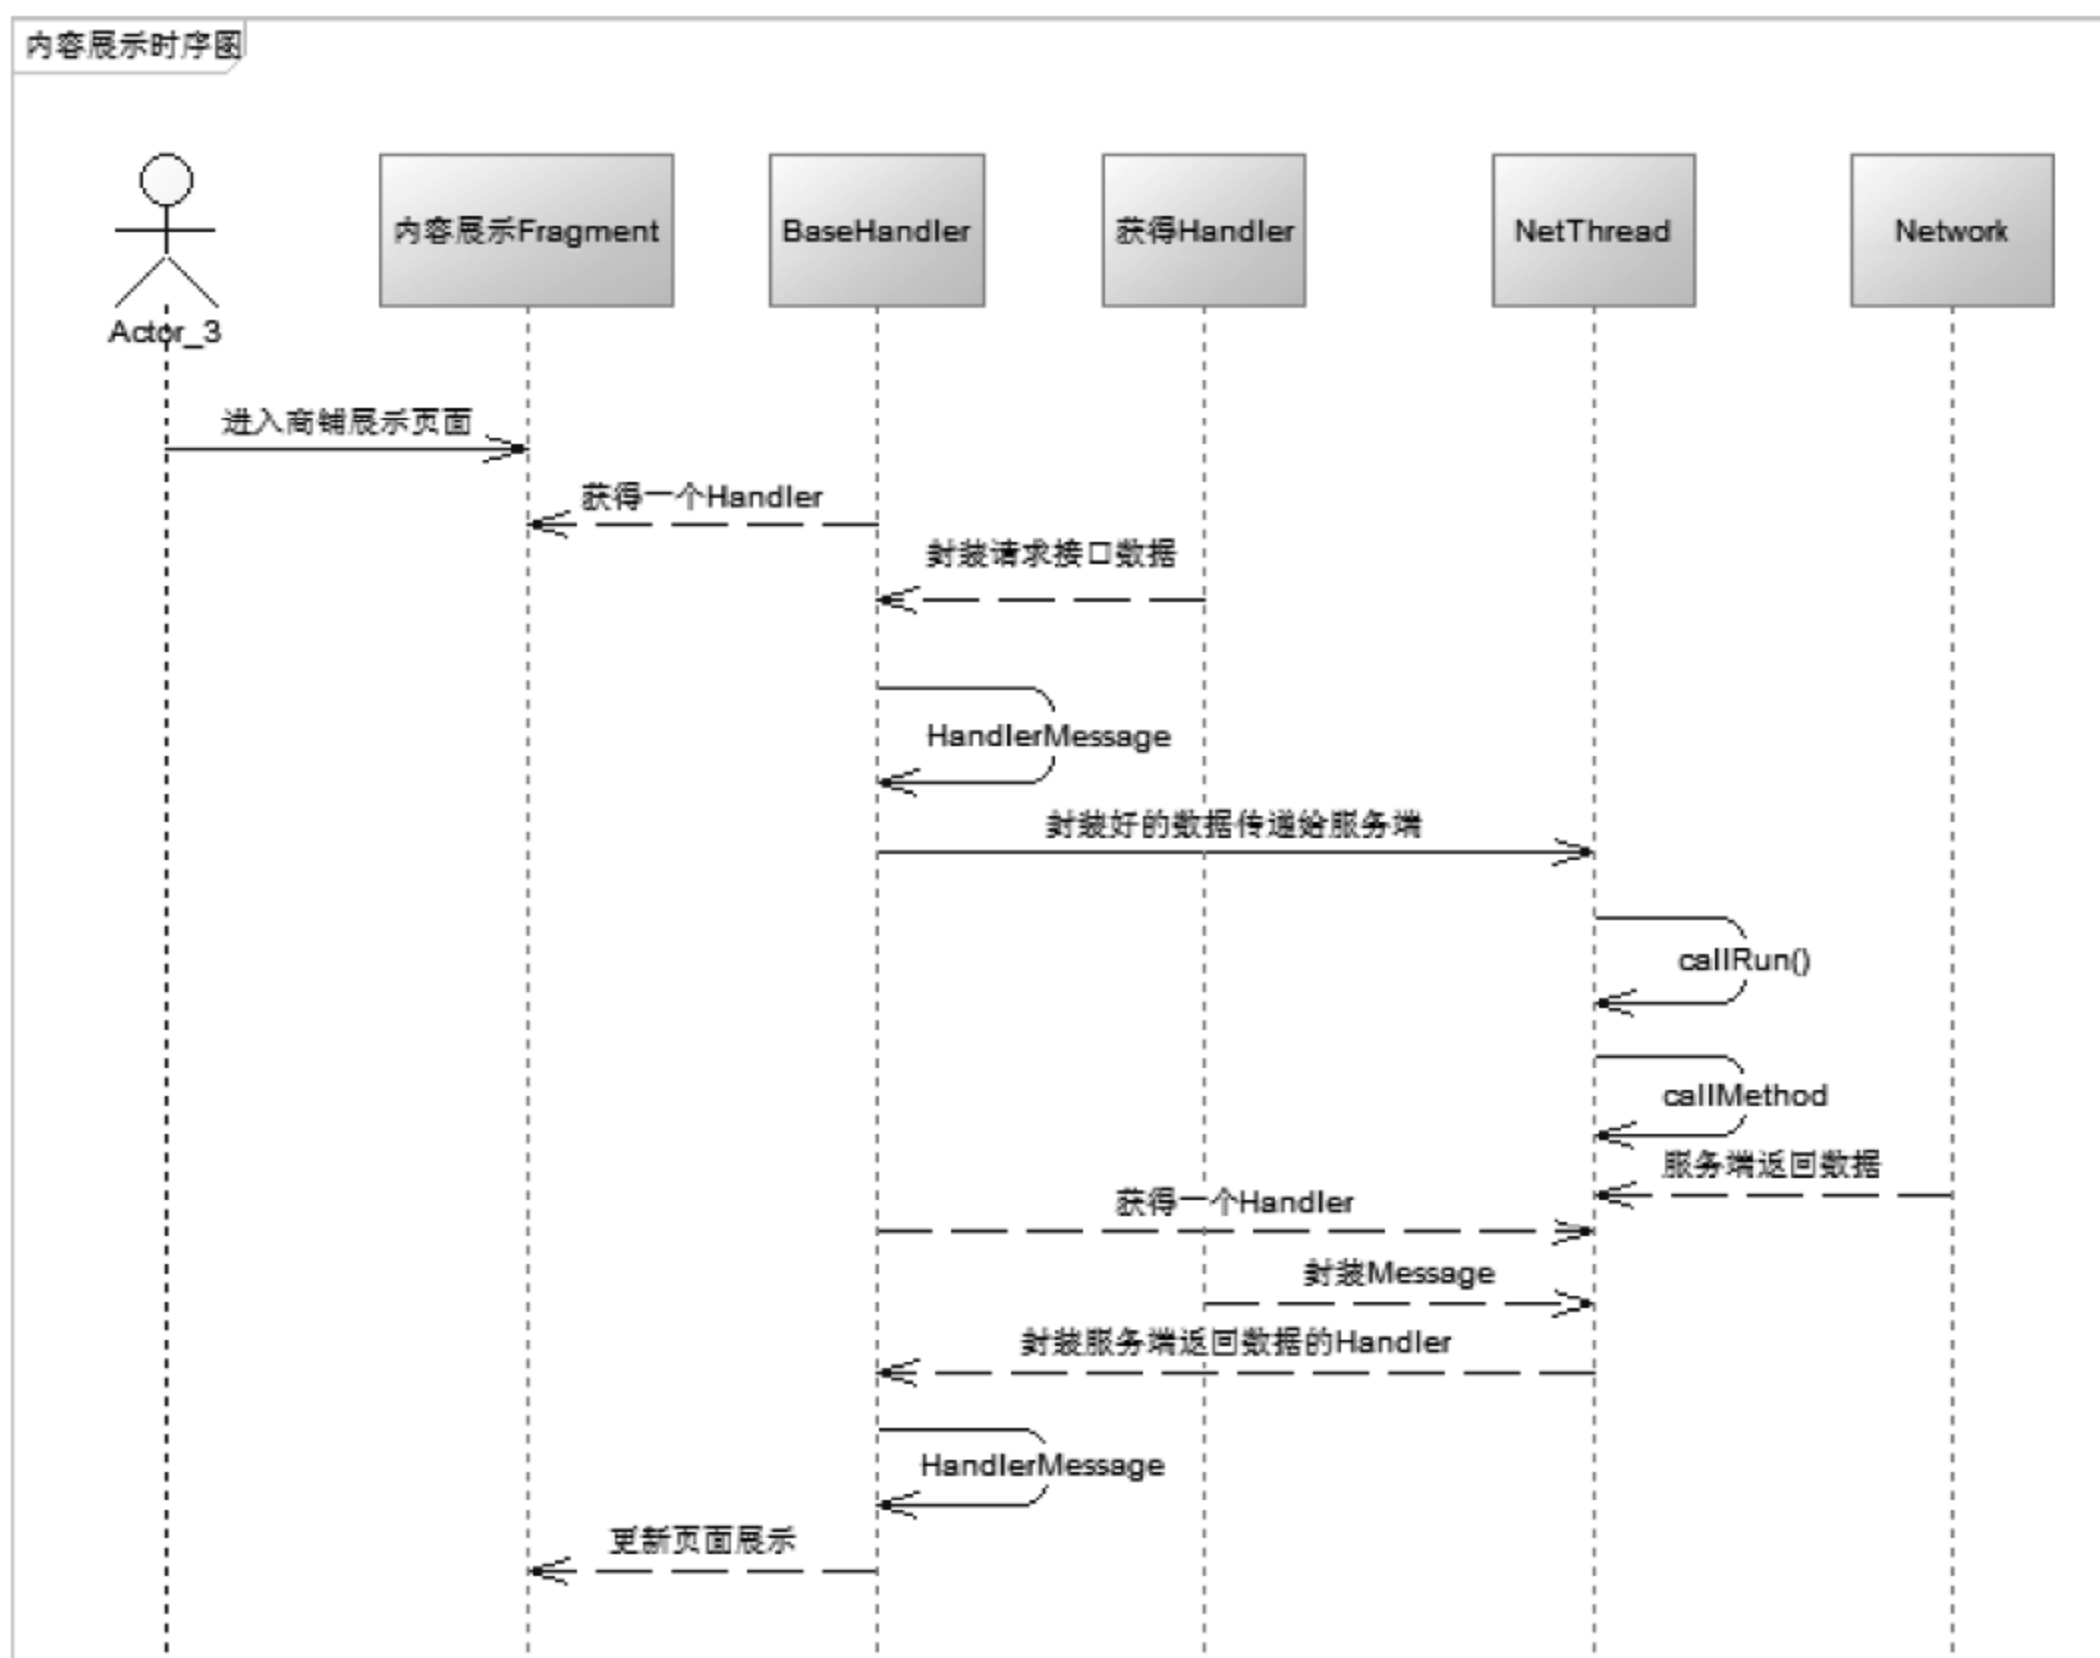 内容展示时序图
内容展示Fragment
BaseHandler
获得Handler
NetThread
Network
Actor_3
进入商铺展示页面
获得一个Handler
封装请求接口数据
HandlerMessage
封装好的数据传递给服务端
callRun()
callMethod
服务端返回数据
获得一个Handler
封装Message
封装服务端返回数据的Handler
HandlerMessage
更新页面展示